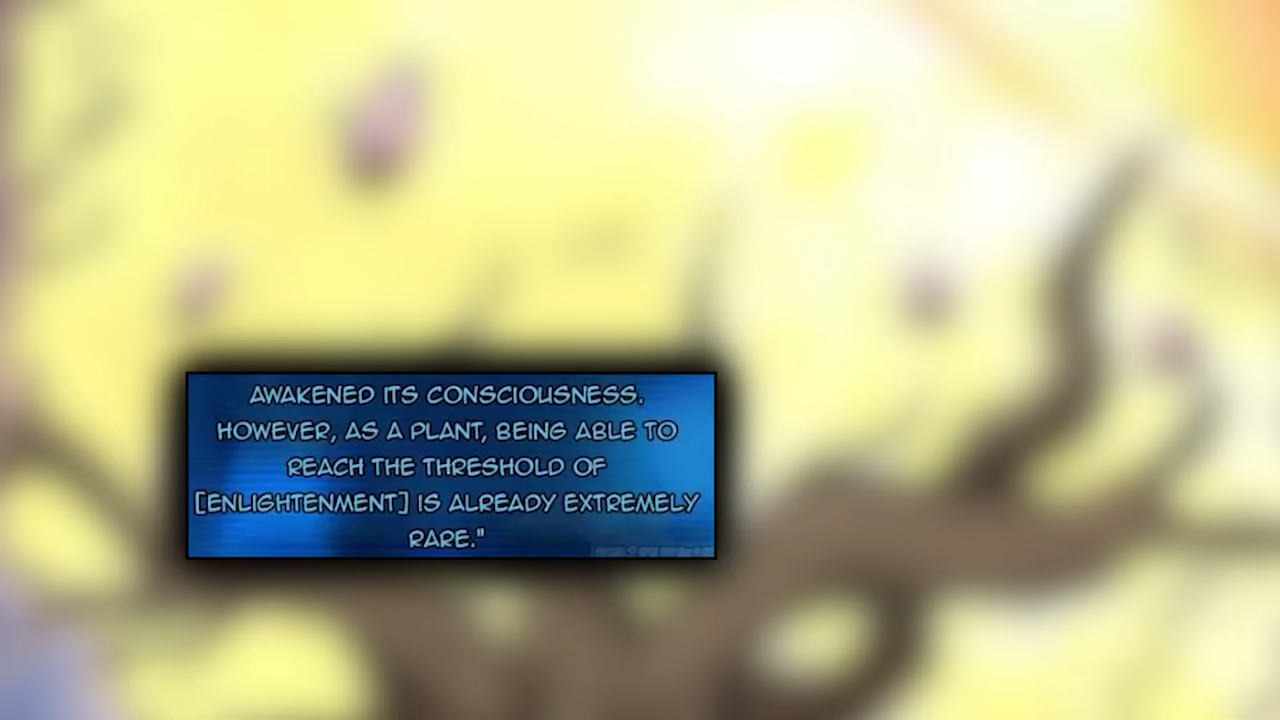 AWAKENED ITS CONSCIOUSNESS.
HOWEVER, AS A PLANT, BEING ABLE TO
REACH THE THRESHOLD OF
[ENLIGHTENMENT] IS ALREADY EXTREMELY
RARE."